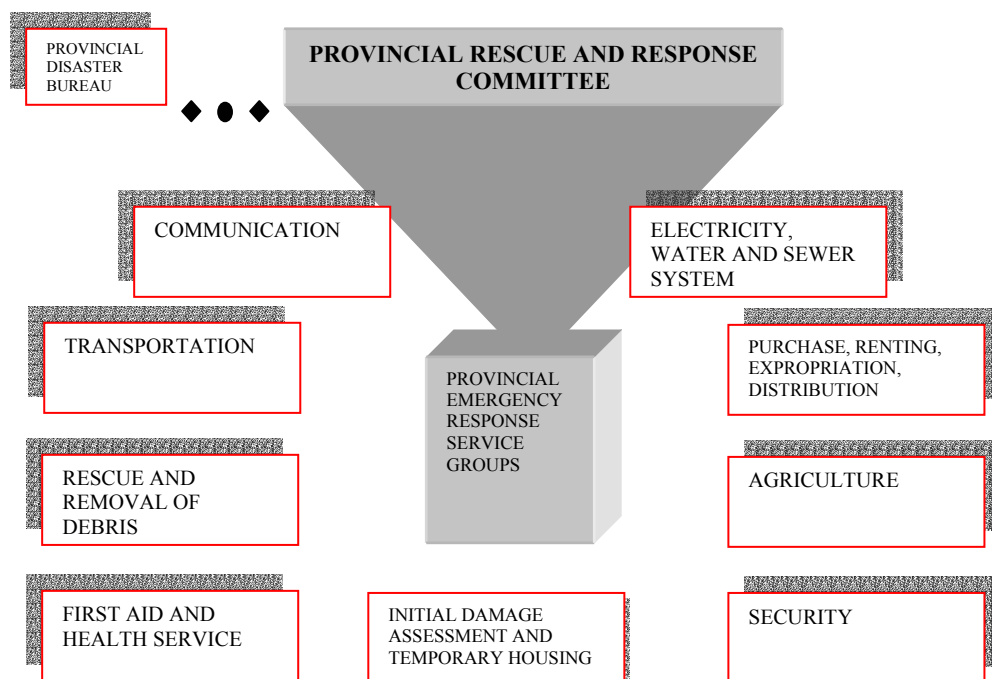 PROVINCIAL
DISASTER
BUREAU
PROVINCIAL RESCUE AND RESPONSE
COMMITTEE
COMMUNICATION
ELECTRICITY,
WATER AND SEWER
SYSTEM
TRANSPORTATION
PROVINCIAL
EMERGENCY
RESPONSE
SERVICE
GROUPS
PURCHASE, RENTING,
EXPROPRIATION,
DISTRIBUTION
RESCUE AND
REMOVAL OF
DEBRIS
AGRICULTURE
FIRST AID AND
HEALTH SERVICE
INITIAL DAMAGE
ASSESSMENT AND
TEMPORARY HOUSING
SECURITY